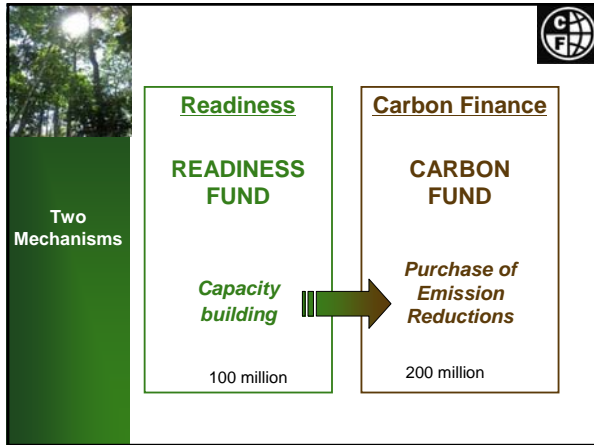 C
F
Two
Mechanisms
Readiness
READINESS
FUND
Capacity
building
100 million
Carbon Finance
CARBON
FUND
Purchase of
Emission
Reductions
200 million